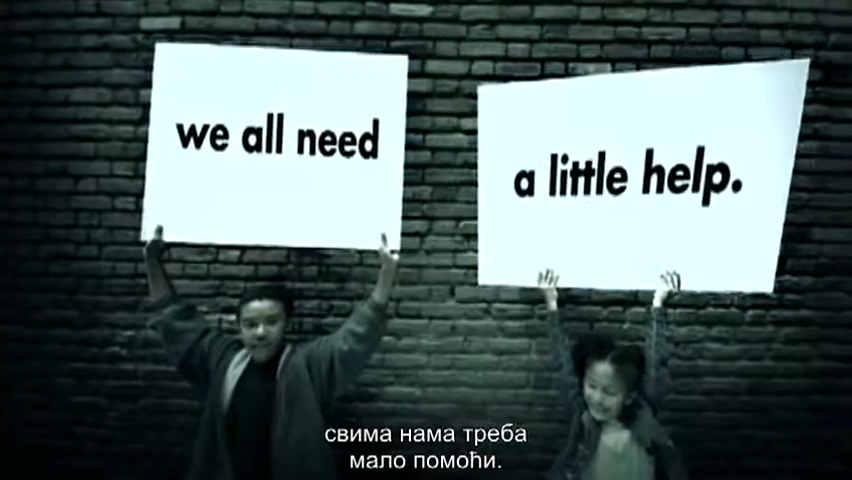 we all need
a little help.
свима нама треба
мало помоћи.